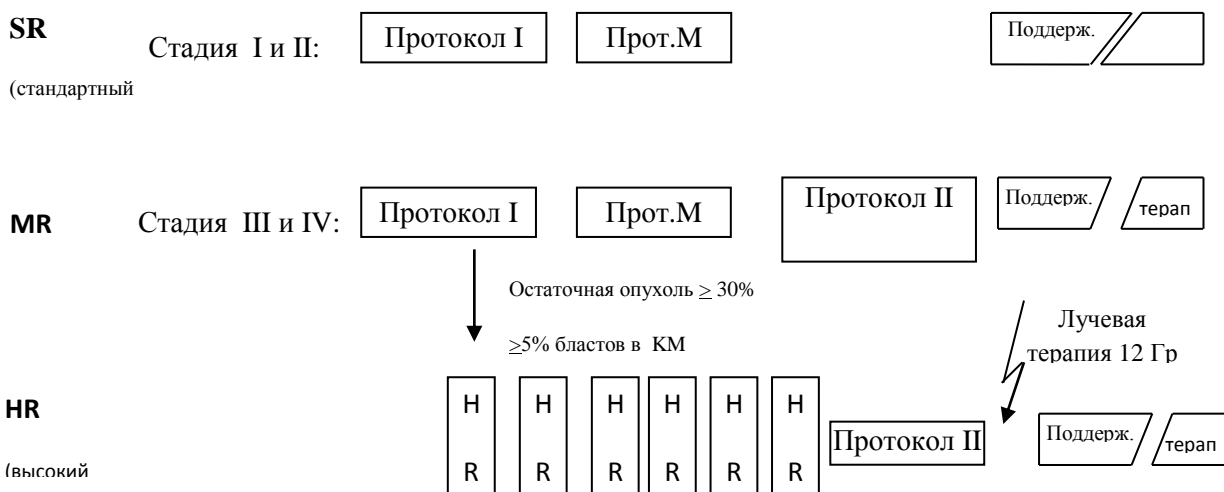 SR Стадия I и II: Протокол I Прот.М Поддерж.
(стандартный
MR Стадия III и IV: Протокол I Прот.М Протокол II Поддерж. терап
Остаточная опухоль ≥ 30%
≥5% бластов в КМ
Лучевая
терапия 12 Гр
HR
(высокий
H H H H H H
R R R R R R
Протокол II Поддерж. терап